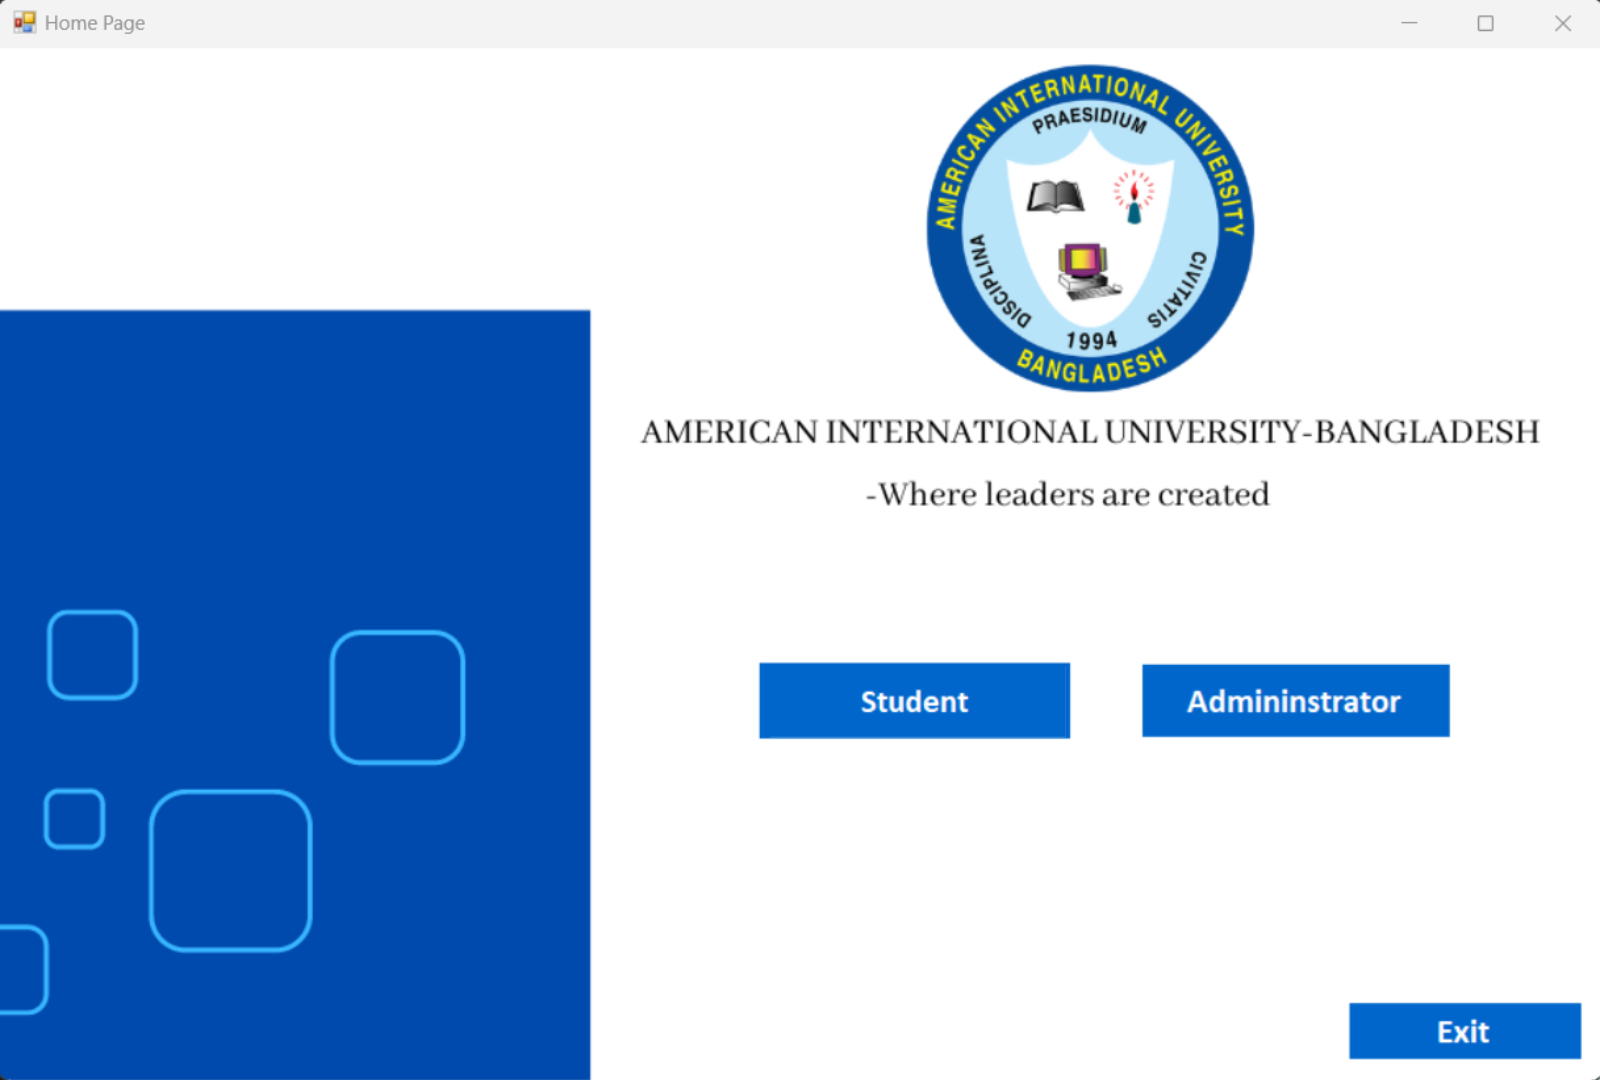 Home Page
AMERICAN INTERNATIONAL UNIVERSITY
PRAESIDIUM
DISCIPLINA
CIVITATIS
1994
BANGLADESH
AMERICAN INTERNATIONAL UNIVERSITY-BANGLADESH
-Where leaders are created
Student
Admininstrator
Exit